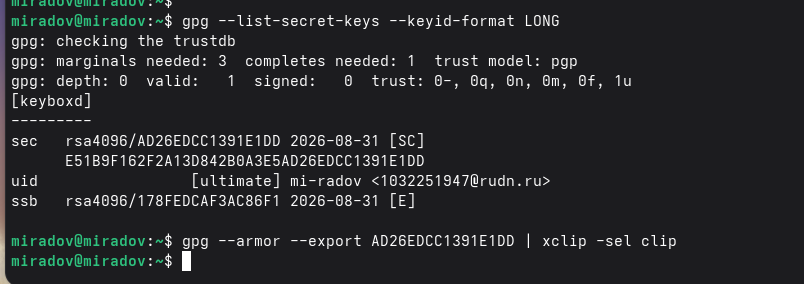 miradov@miradov:~$
miradov@miradov:~$ gpg --list-secret-keys --keyid-format LONG
gpg: checking the trustdb
gpg: marginals needed: 3  completes needed: 1  trust model: pgp
gpg: depth: 0  valid:   1  signed:   0  trust: 0-, 0q, 0n, 0m, 0f, 1u
[keyboxd]
---------
sec   rsa4096/AD26EDCC1391E1DD 2026-08-31 [SC]
      E51B9F162F2A13D842B0A3E5AD26EDCC1391E1DD
uid                 [ultimate] mi-radov <1032251947@rudn.ru>
ssb   rsa4096/178FEDCAF3AC86F1 2026-08-31 [E]

miradov@miradov:~$ gpg --armor --export AD26EDCC1391E1DD | xclip -sel clip
miradov@miradov:~$